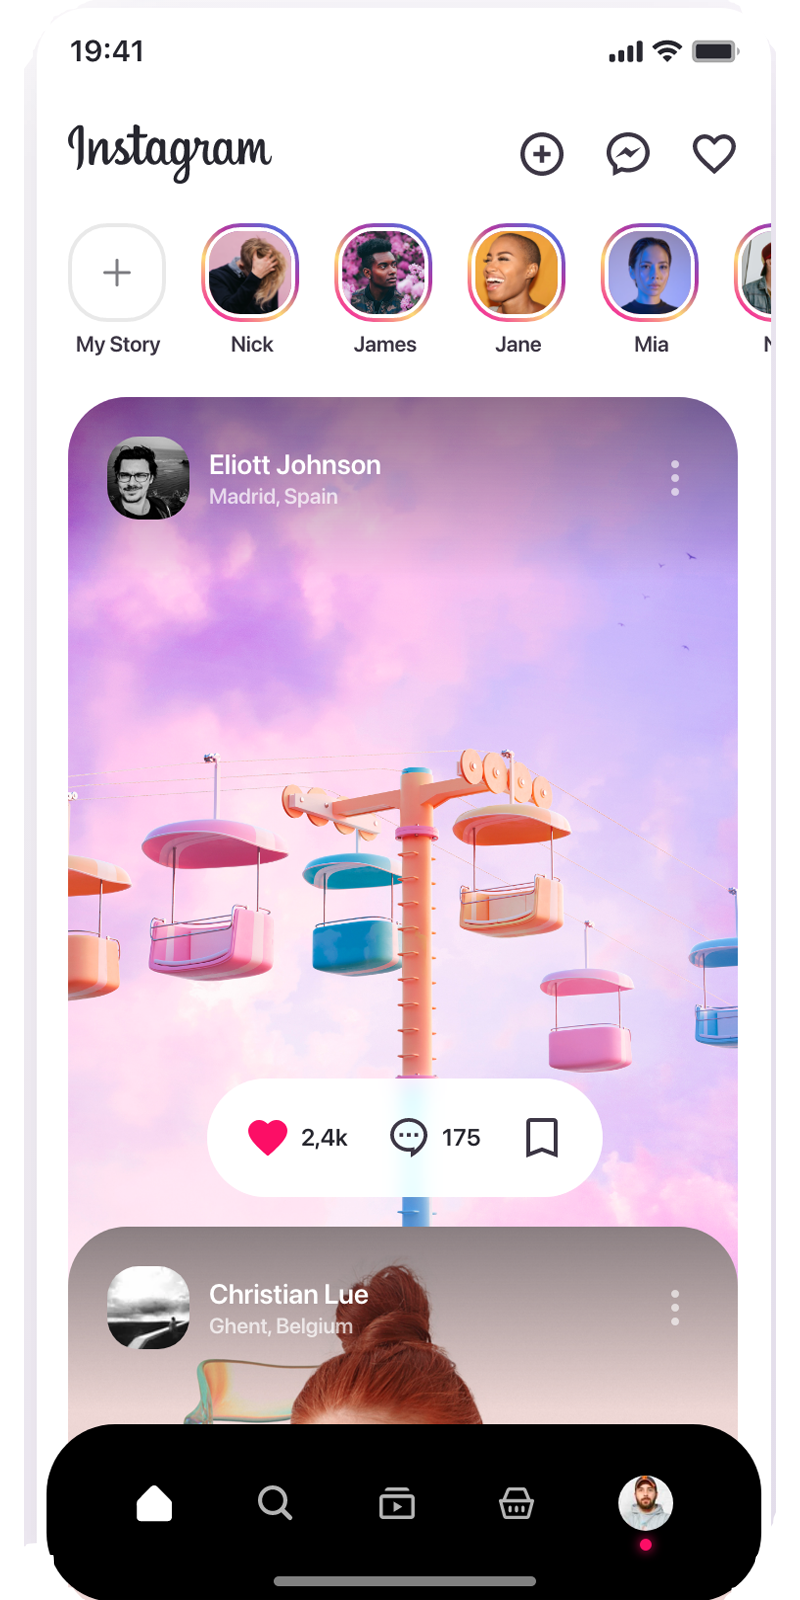 19:41
Instagram
My Story
Nick
James
Jane
Mia
Eliott Johnson
Madrid, Spain
2,4k
175
Christian Lue
Ghent, Belgium